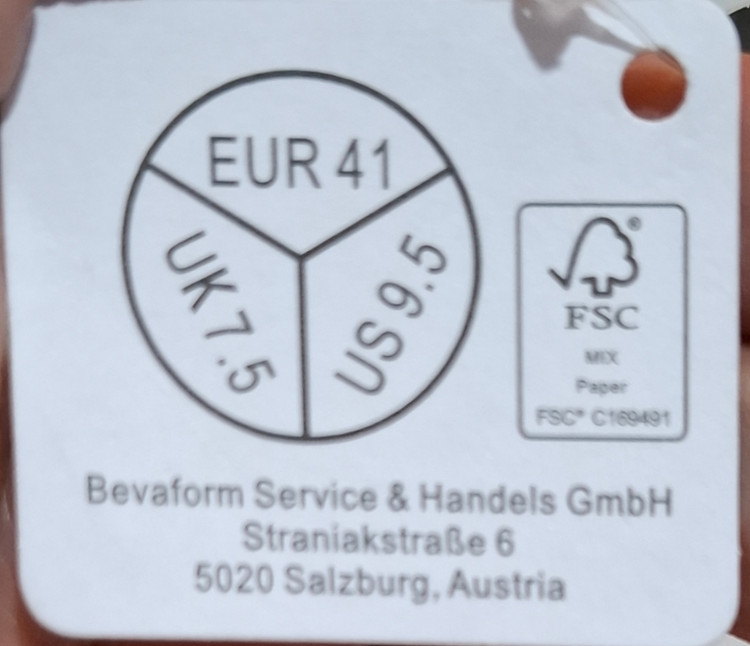 EUR 41
UK 7.5
US 9.5
®
FSC
MIX
Paper
FSC® C169491
Bevaform Service & Handels GmbH
Straniakstraße 6
5020 Salzburg, Austria